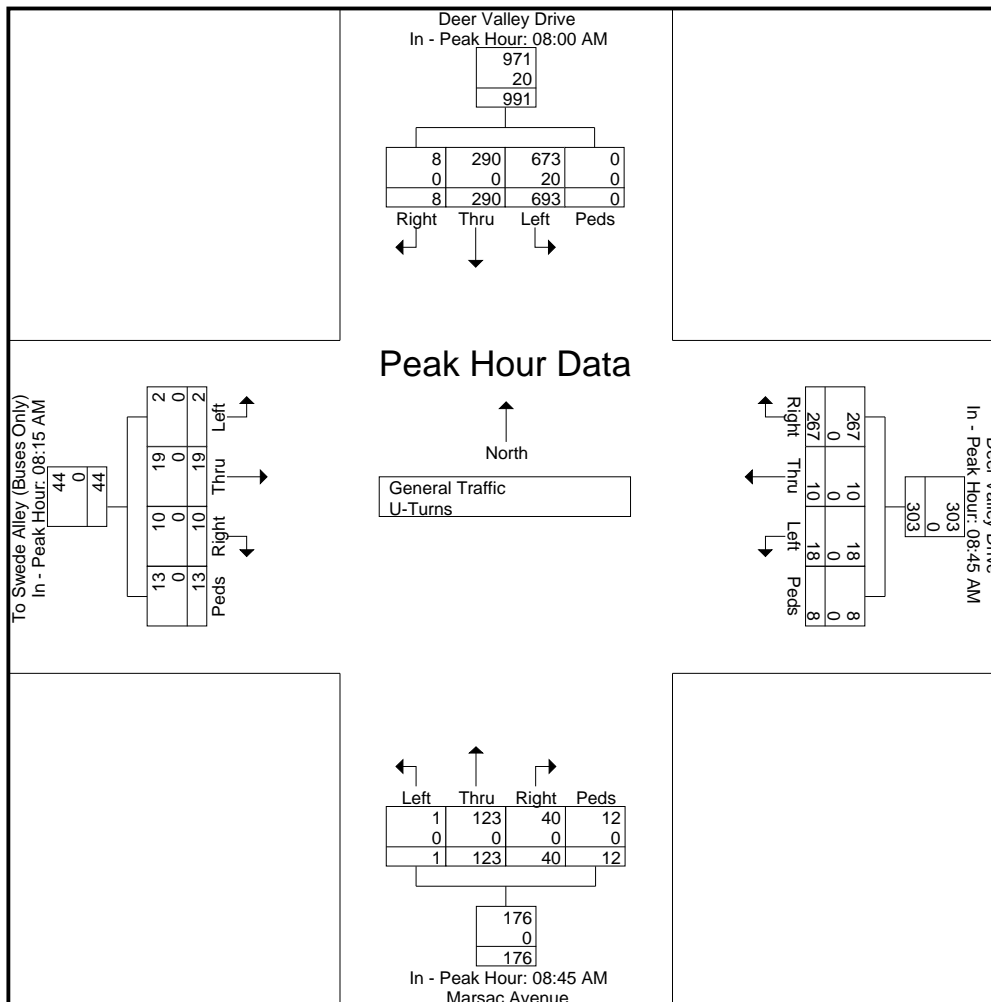 Deer Valley Drive
In - Peak Hour: 08:00 AM
971
20
991
8 290 673 0
0 0 20 0
8 290 693 0
Right Thru Left Peds
Peak Hour Data
North
General Traffic
U-Turns
To Swede Alley (Buses Only)
In - Peak Hour: 08:15 AM
44
0
44
2 0 2
Left
19 0 19
Thru
10 0 10
Right
13 0 13
Peds
Deer Valley Drive
In - Peak Hour: 08:45 AM
303
0
303
267 0 267
Right
10 0 10
Thru
18 0 18
Left
8 0 8
Peds
Left Thru Right Peds
1 123 40 12
0 0 0 0
1 123 40 12
176
0
176
In - Peak Hour: 08:45 AM
Marsac Avenue